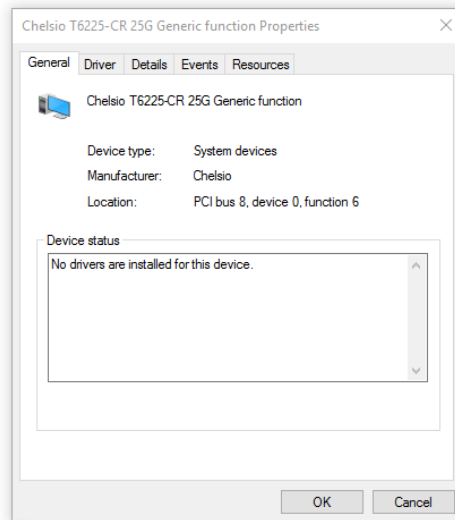 Chelsio T6225-CR 25G Generic function Properties
General Driver Details Events Resources
Chelsio T6225-CR 25G Generic function
Device type: System devices
Manufacturer: Chelsio
Location: PCI bus 8, device 0, function 6
Device status
No drivers are installed for this device.
OK Cancel